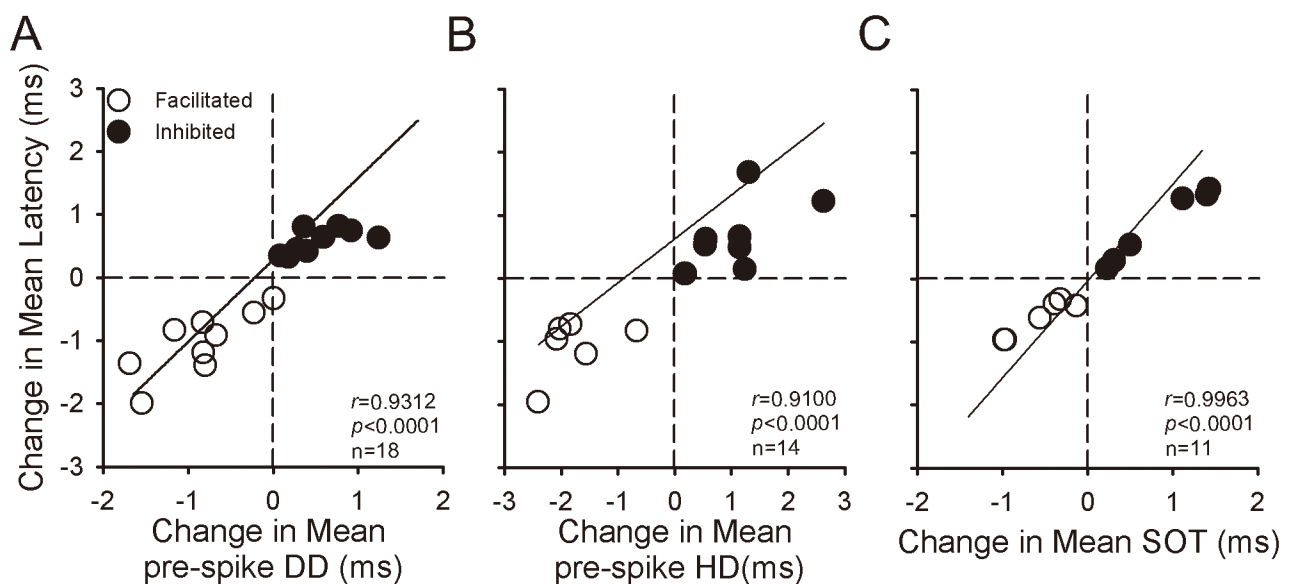 A
B
C
Change in Mean Latency (ms)
3
2
1
0
-1
-2
-3
Facilitated
Inhibited
r=0.9312
p<0.0001
n=18
r=0.9100
p<0.0001
n=14
r=0.9963
p<0.0001
n=11
-2 -1 0 1 2
-3 -2 -1 0 1 2 3
-2 -1 0 1 2
Change in Mean
pre-spike DD (ms)
Change in Mean
pre-spike HD(ms)
Change in Mean SOT (ms)